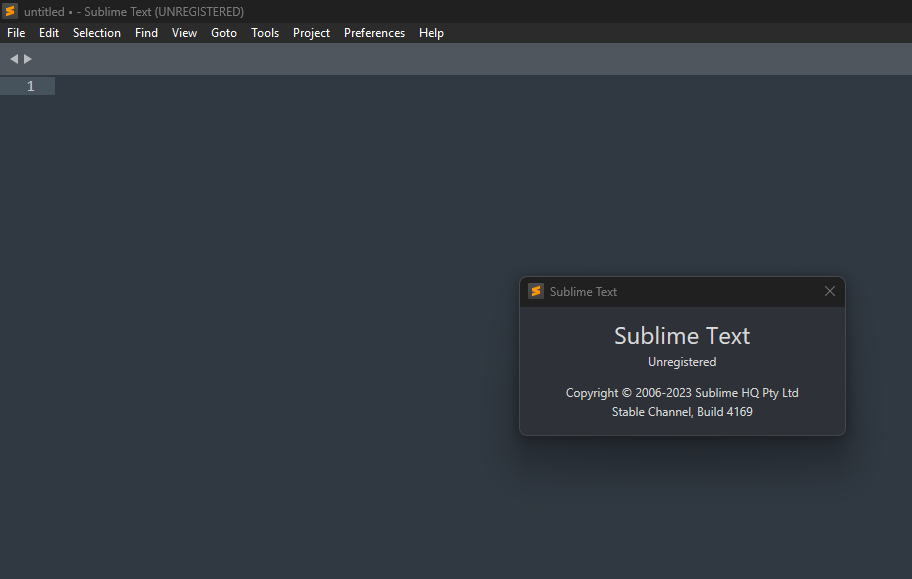 untitled • - Sublime Text (UNREGISTERED)
File Edit Selection Find View Goto Tools Project Preferences Help
1
Sublime Text
Sublime Text
Unregistered
Copyright © 2006-2023 Sublime HQ Pty Ltd
Stable Channel, Build 4169